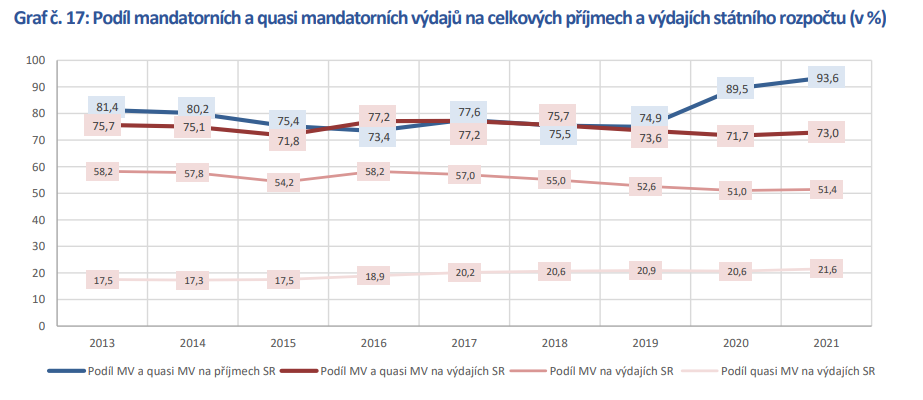 Graf č. 17: Podíl mandatorních a quasi mandatorních výdajů na celkových příjmech a výdajích státního rozpočtu (v %)
100
90
80
70
60
50
40
30
20
10
0
81,4 80,2 75,4 73,4 77,6 75,5 74,9 89,5 93,6
75,7 75,1 71,8 77,2 77,2 75,7 73,6 71,7 73,0
58,2 57,8 54,2 58,2 57,0 55,0 52,6 51,0 51,4
17,5 17,3 17,5 18,9 20,2 20,6 20,9 20,6 21,6
2013 2014 2015 2016 2017 2018 2019 2020 2021
Podíl MV a quasi MV na příjmech SR Podíl MV a quasi MV na výdajích SR Podíl MV na výdajích SR Podíl quasi MV na výdajích SR